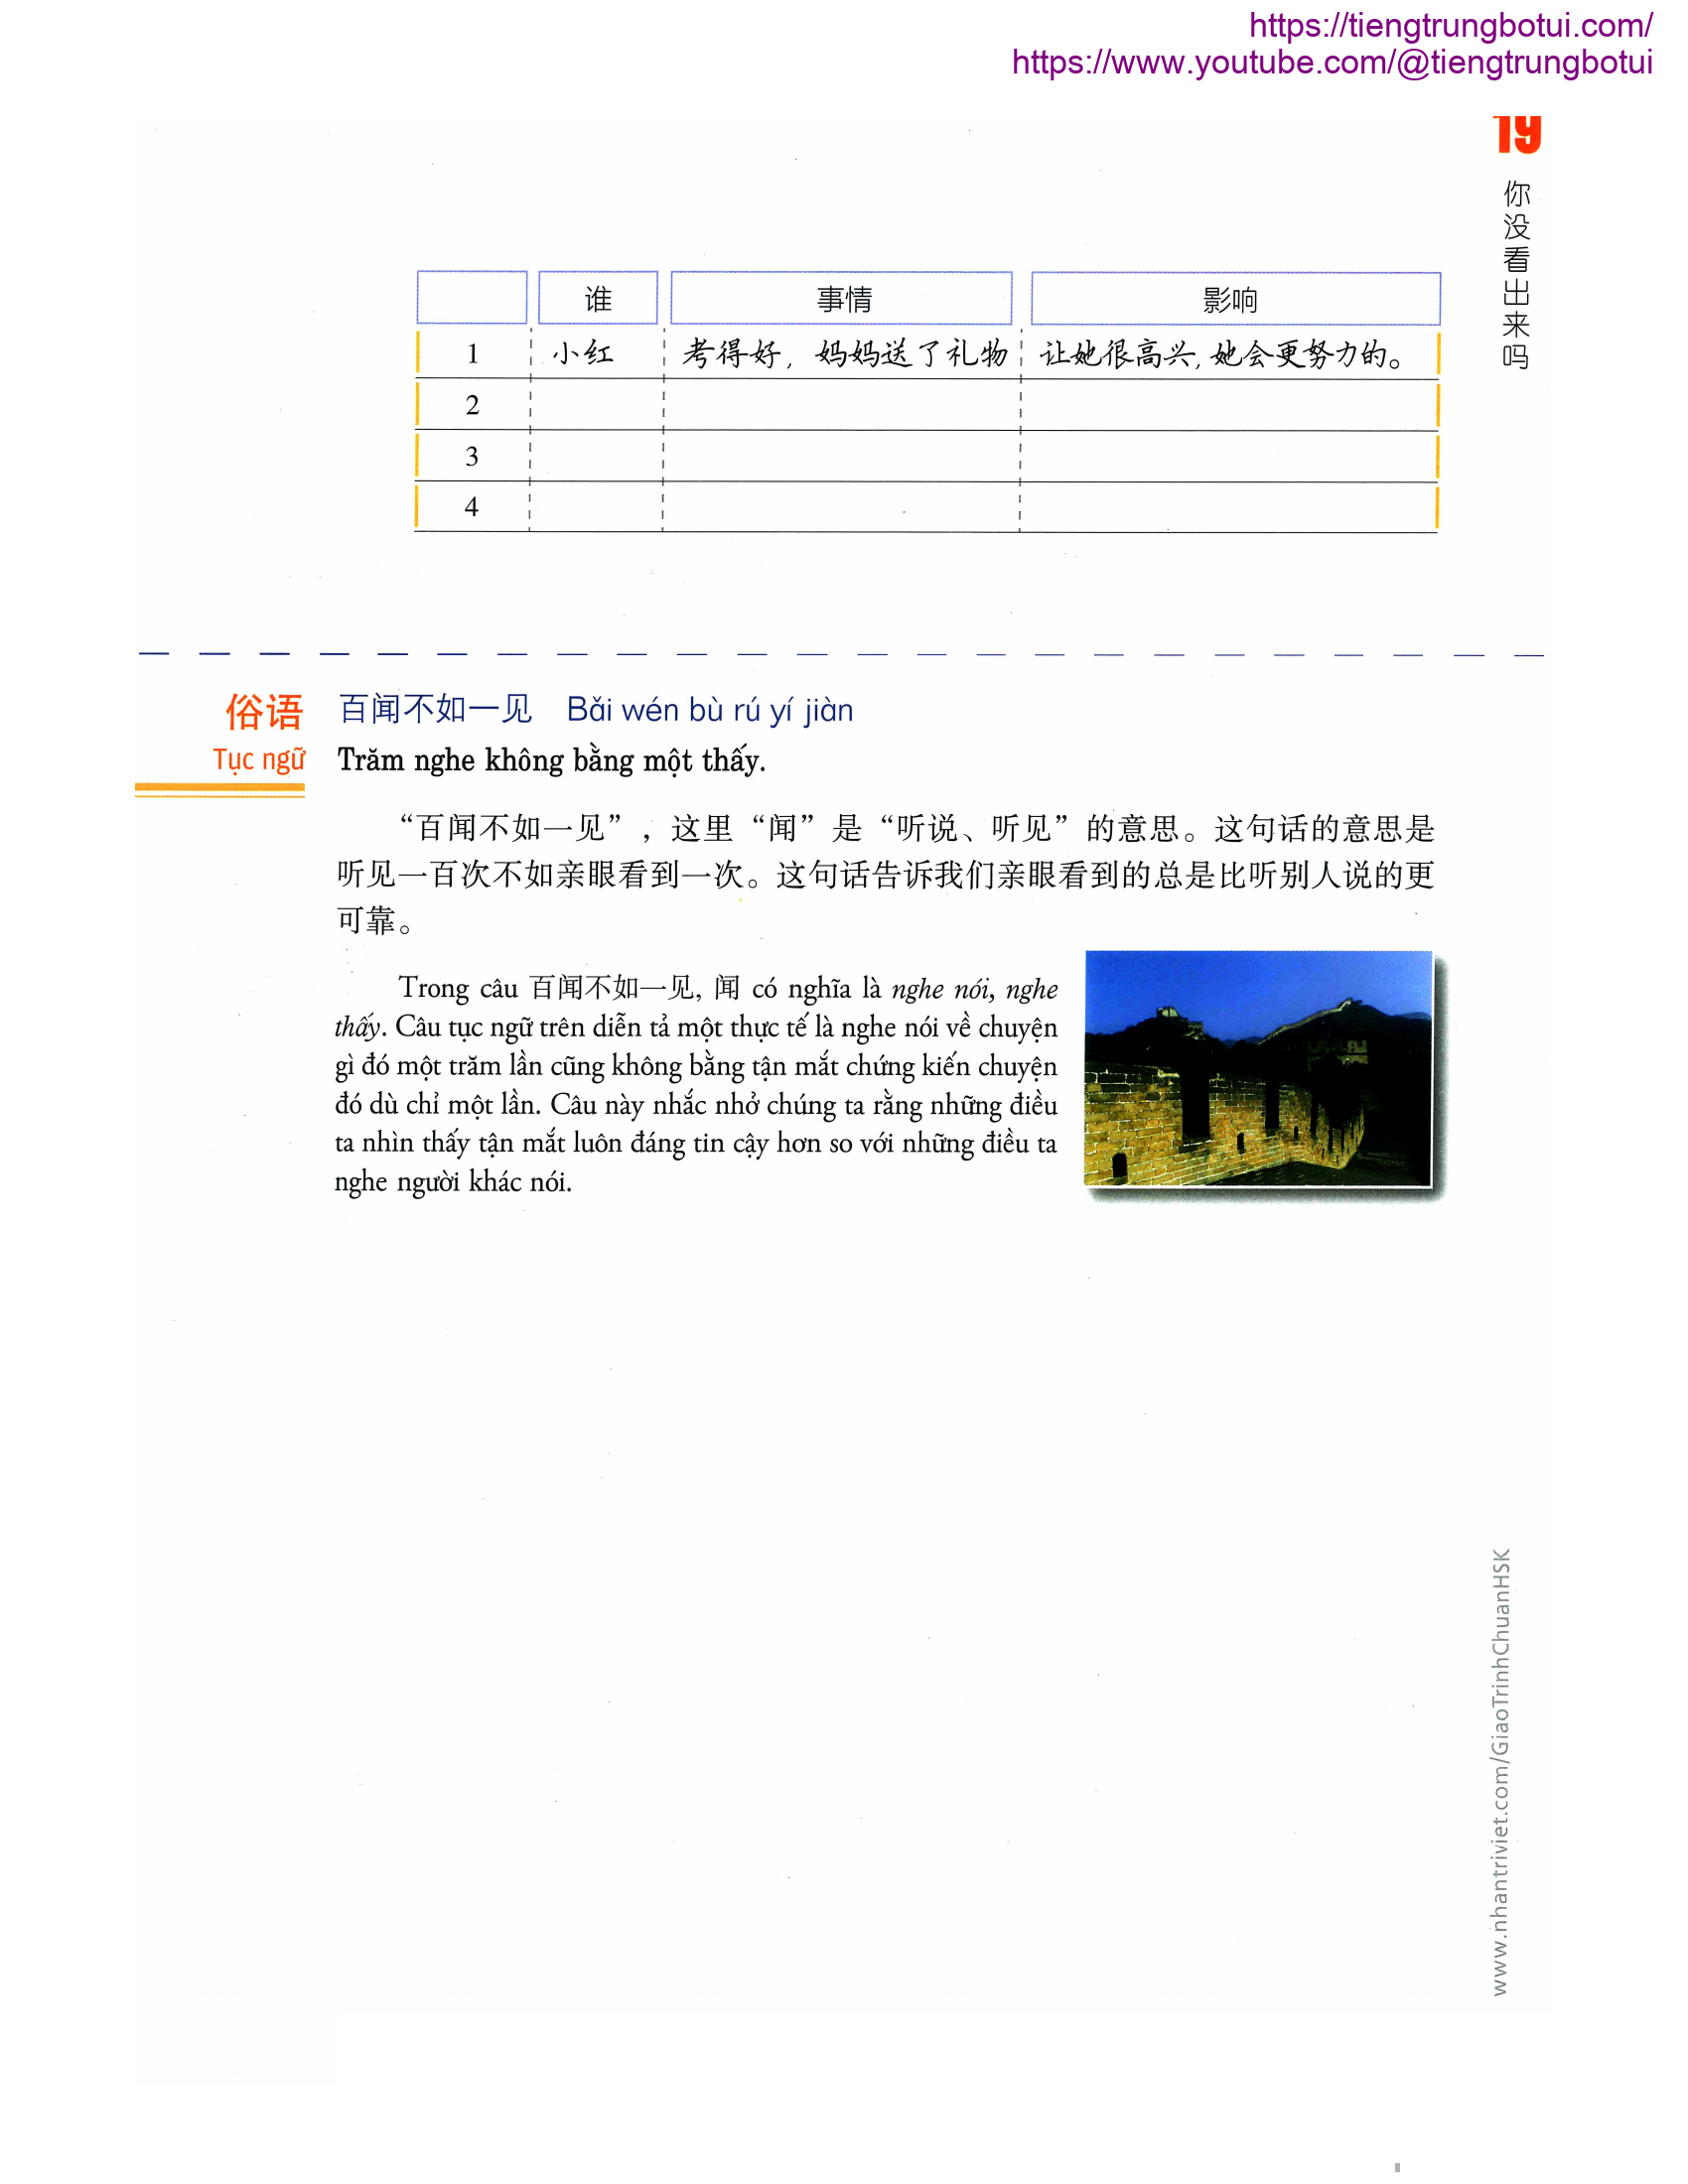 https://tiengtrungbotui.com/
https://www.youtube.com/@tiengtrungbotui
19
你没看出来吗
谁 事情 影响
1 小红 考得好，妈妈送了礼物 让她很高兴，她会更努力的。
2
3
4
俗语 百闻不如一见 Bǎi wén bù rú yí jiàn
Tục ngữ Trăm nghe không bằng một thấy.
“百闻不如一见”，这里“闻”是“听说、听见”的意思。这句话的意思是
听见一百次不如亲眼看到一次。这句话告诉我们亲眼看到的总是比听别人说的更
可靠。
Trong câu 百闻不如一见, 闻 có nghĩa là nghe nói, nghe
thấy. Câu tục ngữ trên diễn tả một thực tế là nghe nói về chuyện
gì đó một trăm lần cũng không bằng tận mắt chứng kiến chuyện
đó dù chỉ một lần. Câu này nhắc nhở chúng ta rằng những điều
ta nhìn thấy tận mắt luôn đáng tin cậy hơn so với những điều ta
nghe người khác nói.
www.nhantriviet.com/GiaoTrinhChuanHSK